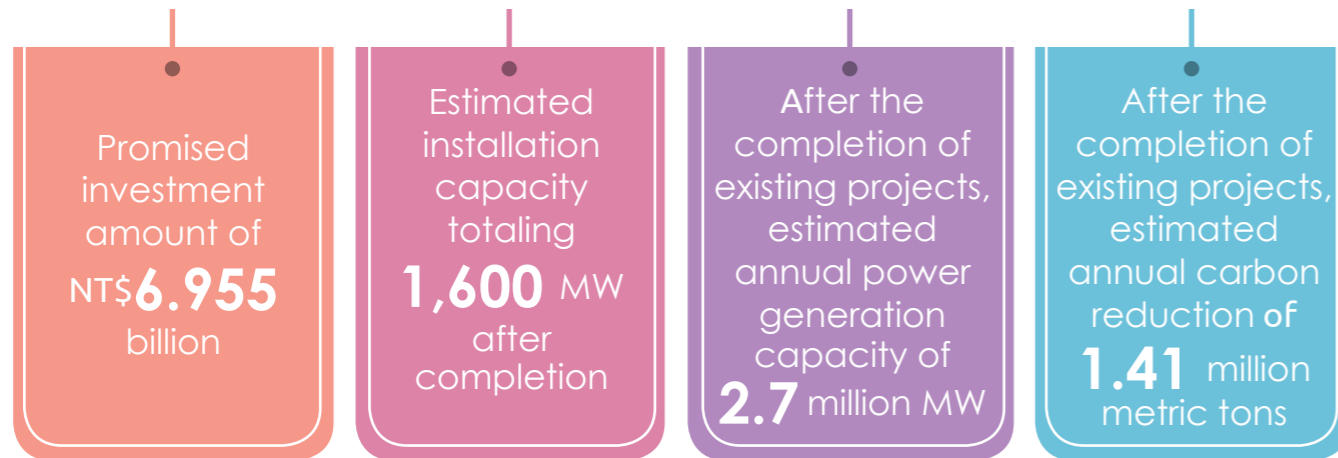 Promised
investment
amount of
NT$6.955
billion
Estimated
installation
capacity
totaling
1,600 MW
after
completion
After the
completion of
existing projects,
estimated
annual power
generation
capacity of
2.7 million MW
After the
completion of
existing projects,
estimated
annual carbon
reduction of
1.41 million
metric tons